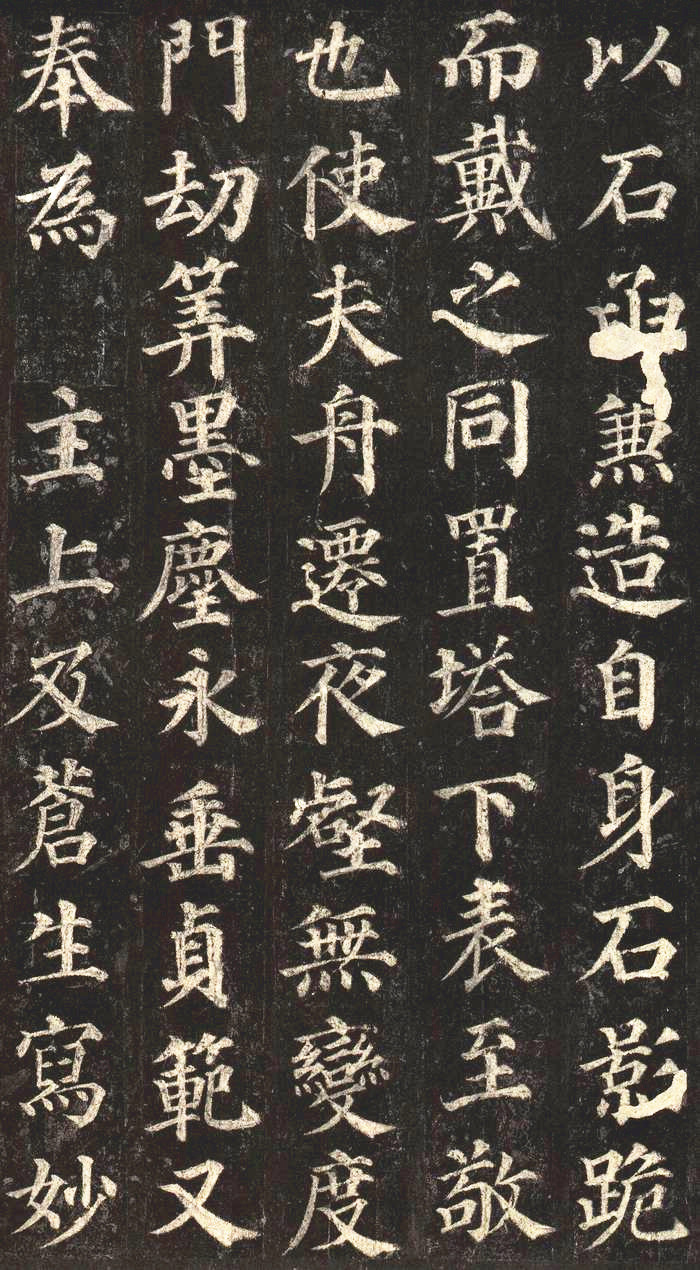 以石函兼造自身石影跪
而戴之同置塔下表至敬
也使夫舟遷夜壑無變度
門劫筭墨塵永垂貞範又
奉為主上及蒼生寫妙